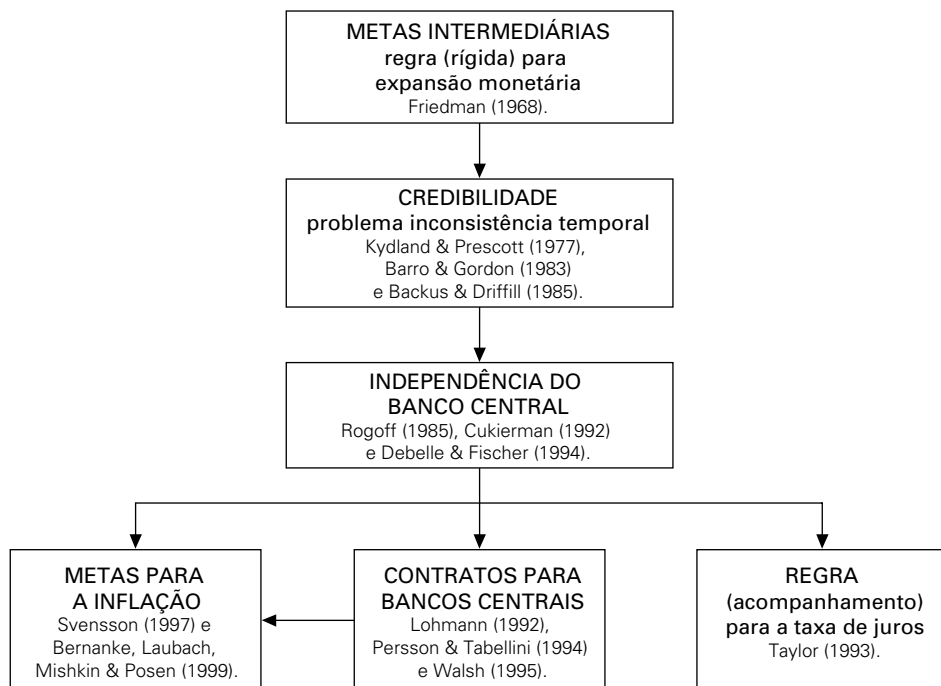 METAS INTERMEDIÁRIAS
regra (rígida) para
expansão monetária
Friedman (1968).
CREDIBILIDADE
problema inconsistência temporal
Kydland & Prescott (1977),
Barro & Gordon (1983)
e Backus & Driffill (1985).
INDEPENDÊNCIA DO
BANCO CENTRAL
Rogoff (1985), Cukierman (1992)
e Debelle & Fischer (1994).
METAS PARA
A INFLAÇÃO
Svensson (1997) e
Bernanke, Laubach,
Mishkin & Posen (1999).
CONTRATOS PARA
BANCOS CENTRAIS
Lohmann (1992),
Persson & Tabellini (1994)
e Walsh (1995).
REGRA
(acompanhamento)
para a taxa de juros
Taylor (1993).